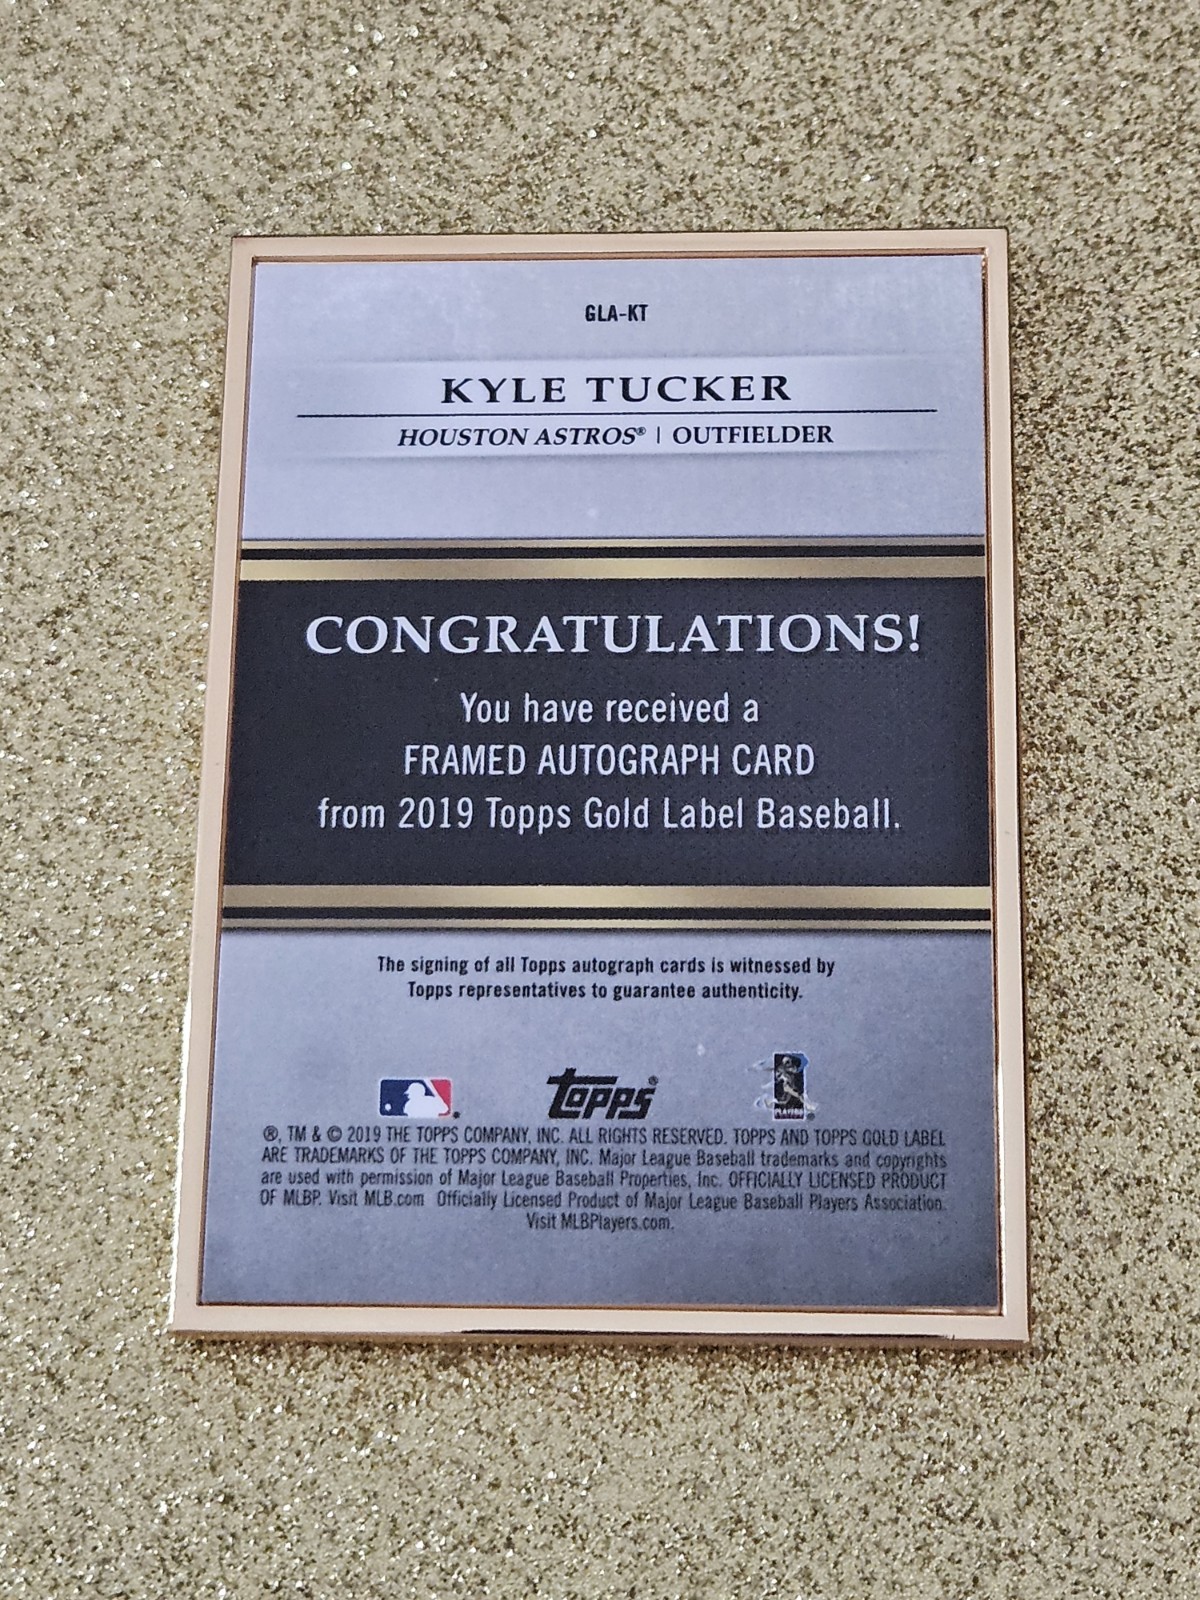 GLA-KT
KYLE TUCKER
HOUSTON ASTROS® | OUTFIELDER
CONGRATULATIONS!
You have received a
FRAMED AUTOGRAPH CARD
from 2019 Topps Gold Label Baseball.
The signing of all Topps autograph cards is witnessed by
Topps representatives to guarantee authenticity.
topps®
PLAYERS
®, TM & © 2019 THE TOPPS COMPANY, INC. ALL RIGHTS RESERVED. TOPPS AND TOPPS GOLD LABEL
ARE TRADEMARKS OF THE TOPPS COMPANY, INC. Major League Baseball trademarks and copyrights
are used with permission of Major League Baseball Properties, Inc. OFFICIALLY LICENSED PRODUCT
OF MLBP. Visit MLB.com Officially Licensed Product of Major League Baseball Players Association.
Visit MLBPlayers.com.